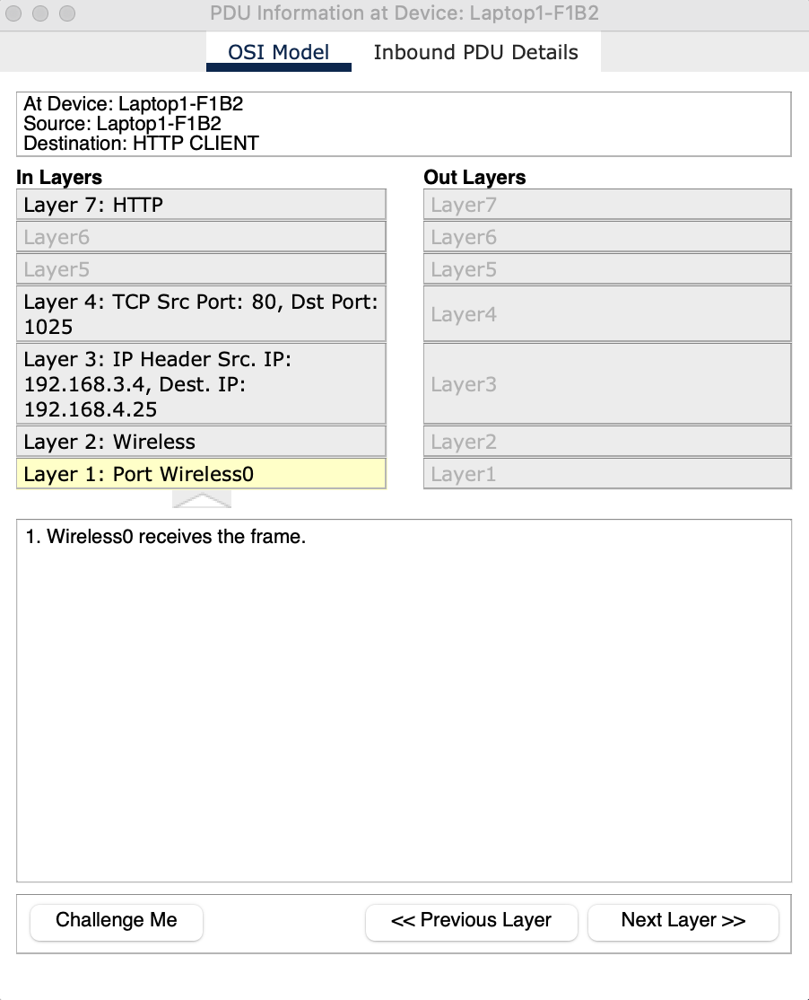 PDU Information at Device: Laptop1-F1B2
OSI Model
Inbound PDU Details
At Device: Laptop1-F1B2
Source: Laptop1-F1B2
Destination: HTTP CLIENT
In Layers
Layer 7: HTTP
Layer6
Layer5
Layer 4: TCP Src Port: 80, Dst Port:
1025
Layer 3: IP Header Src. IP:
192.168.3.4, Dest. IP:
192.168.4.25
Layer 2: Wireless
Layer 1: Port Wireless0
Out Layers
Layer7
Layer6
Layer5
Layer4
Layer3
Layer2
Layer1
1. Wireless0 receives the frame.
Challenge Me
<< Previous Layer
Next Layer >>